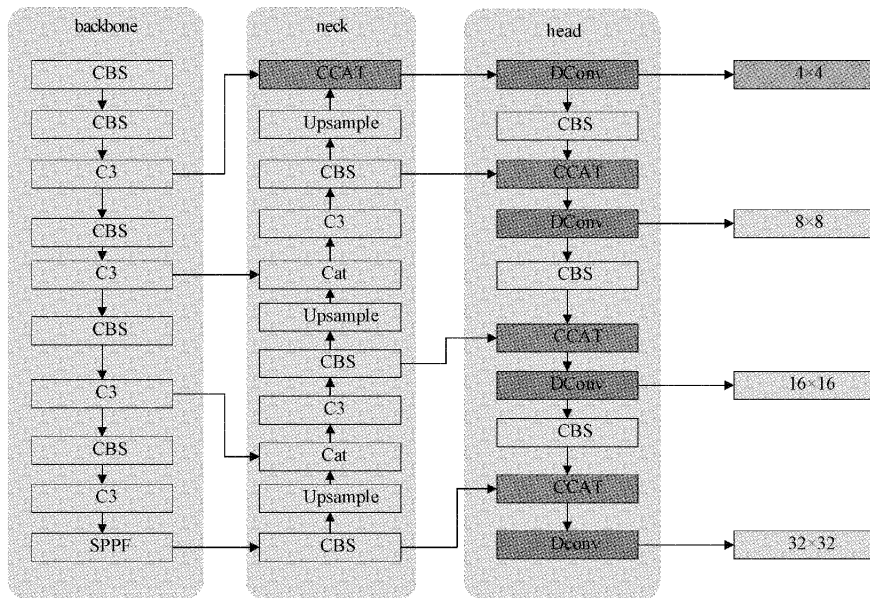 backbone
CBS
CBS
C3
CBS
C3
CBS
C3
CBS
C3
SPPF
neck
CCAT
Upsample
CBS
C3
Cat
Upsample
CBS
C3
Cat
Upsample
CBS
head
DConv
CBS
CCAT
DConv
CBS
CCAT
DConv
CBS
CCAT
Dconv
4×4
8×8
16×16
32×32